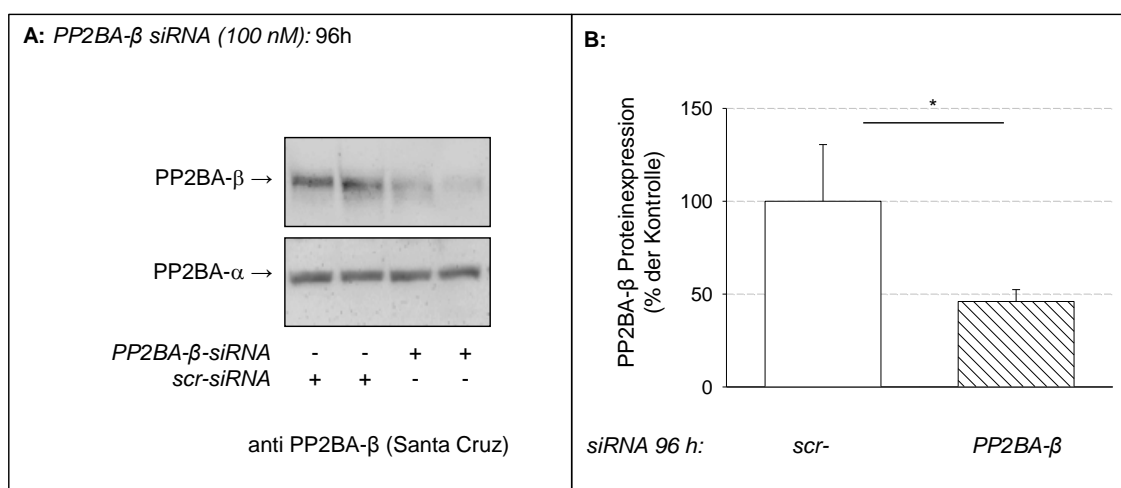 A: PP2BA-β siRNA (100 nM): 96h
PP2BA-β →
PP2BA-α →
PP2BA-β-siRNA - - + +
scr-siRNA + + - -
anti PP2BA-β (Santa Cruz)
B:
PP2BA-β Proteinexpression
(% der Kontrolle)
150
100
50
0
*
siRNA 96 h: scr- PP2BA-β